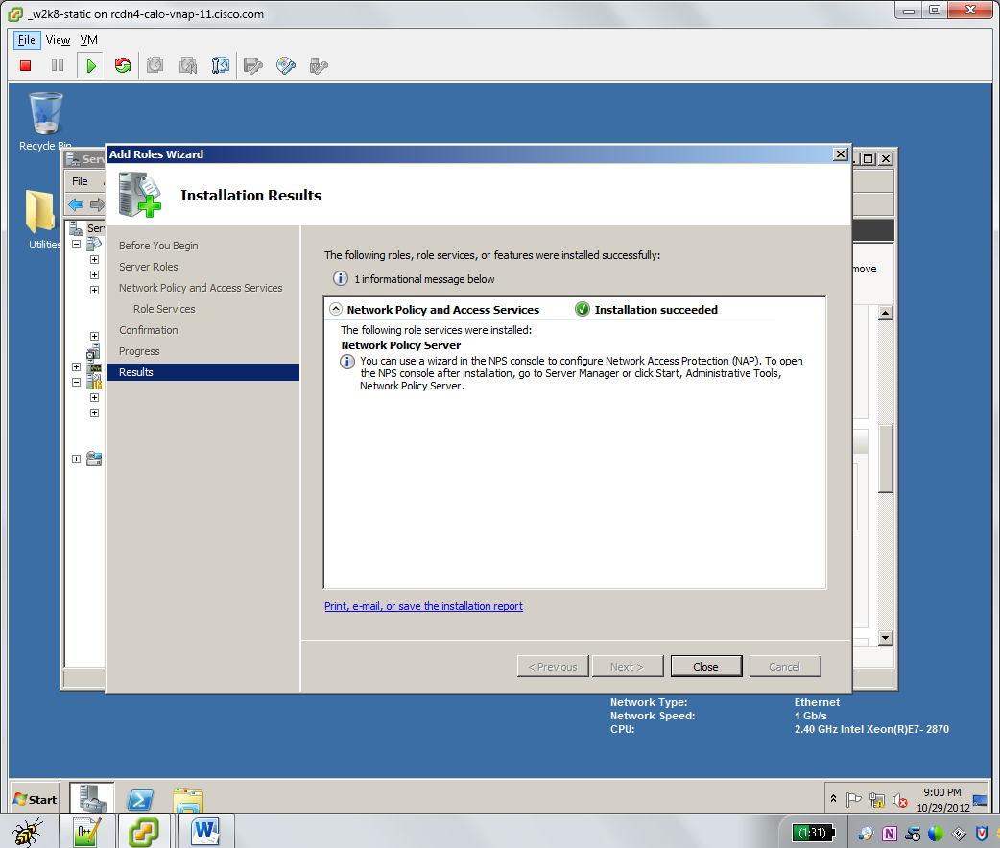 _w2k8-static on rcdn4-calo-vnap-11.cisco.com
File View VM
Recycle Bin
Serv
Add Roles Wizard
File
Installation Results
Utilities
Serv
Before You Begin
Server Roles
Network Policy and Access Services
Role Services
Confirmation
Progress
Results
The following roles, role services, or features were installed successfully:
1 informational message below
move
Network Policy and Access Services Installation succeeded
The following role services were installed:
Network Policy Server
You can use a wizard in the NPS console to configure Network Access Protection (NAP). To open
the NPS console after installation, go to Server Manager or click Start, Administrative Tools,
Network Policy Server.
Print, e-mail, or save the installation report
< Previous Next > Close Cancel
Network Type: Ethernet
Network Speed: 1 Gb/s
CPU: 2.40 GHz Intel Xeon(R)E7- 2870
Start
9:00 PM
10/29/2012
(1:31)